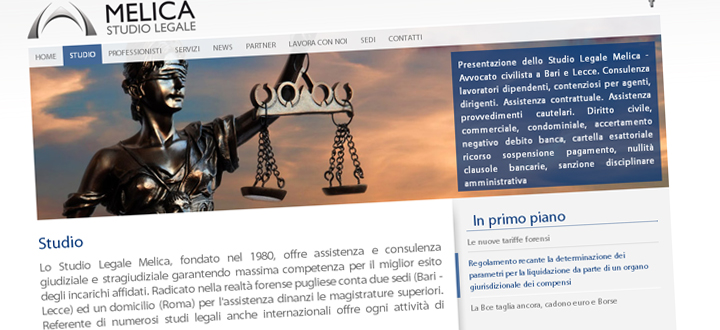 MELICA
STUDIO LEGALE
HOME STUDIO PROFESSIONISTI SERVIZI NEWS PARTNER LAVORA CON NOI SEDI CONTATTI
Presentazione dello Studio Legale Melica -
Avvocato civilista a Bari e Lecce. Consulenza
lavoratori dipendenti, contenziosi per agenti,
dirigenti. Assistenza contrattuale. Assistenza
provvedimenti cautelari. Diritto civile,
commerciale, condominiale, accertamento
negativo debito banca, cartella esattoriale
ricorso sospensione pagamento, nullità
clausole bancarie, sanzione disciplinare
amministrativa
Studio
Lo Studio Legale Melica, fondato nel 1980, offre assistenza e consulenza
giudiziale e stragiudiziale garantendo massima competenza per il miglior esito
degli incarichi affidati. Radicato nella realtà forense pugliese conta due sedi (Bari -
Lecce) ed un domicilio (Roma) per l'assistenza dinanzi le magistrature superiori.
Referente di numerosi studi legali anche internazionali offre ogni attività di
In primo piano
Le nuove tariffe forensi
Regolamento recante la determinazione dei
parametri per la liquidazione da parte di un organo
giurisdizionale dei compensi
La Bce taglia ancora, cadono euro e Borse